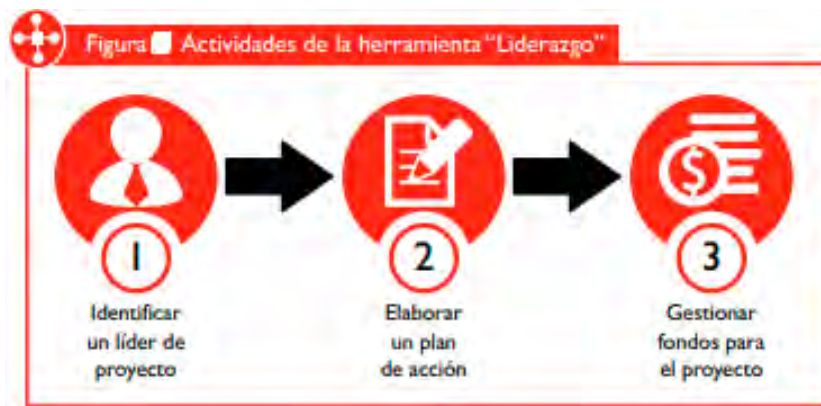 Figura Actividades de la herramienta "Liderazgo"
$
1
Identificar
un líder de
proyecto
2
Elaborar
un plan
de acción
3
Gestionar
fondos para
el proyecto